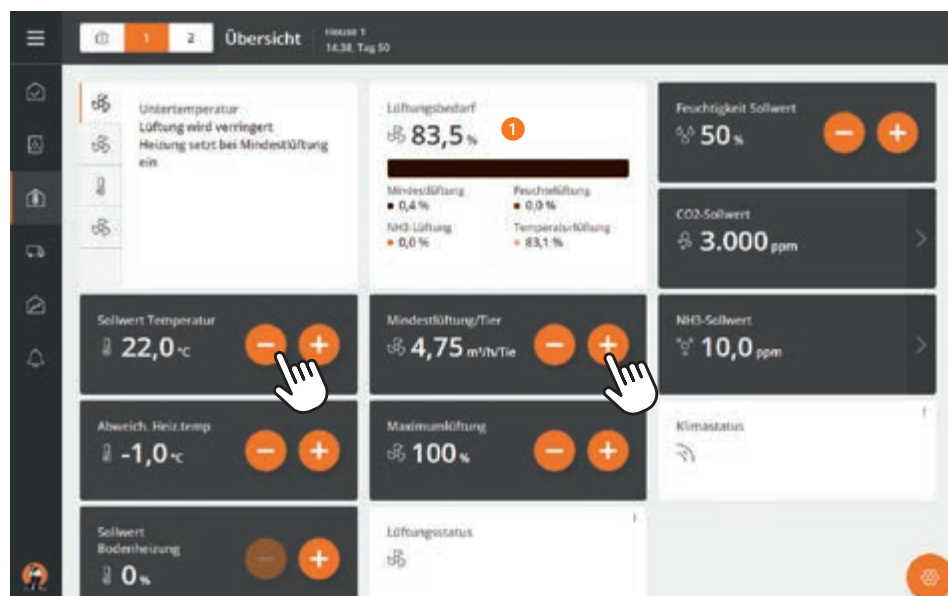 1
2
Übersicht
House 1
14:38, Tag 50
Untertemperatur
Lüftung wird verringert
Heizung setzt bei Mindestlüftung
ein
Lüftungsbedarf
83,5 %
1
Mindestlüftung
0,4 %
Feuchtelüftung
0,0 %
NH3-Lüftung
0,0 %
Temperaturlüftung
83,1 %
Feuchtigkeit Sollwert
50 %
CO2-Sollwert
3.000 ppm
Sollwert Temperatur
22,0 °C
Mindestlüftung/Tier
4,75 m³/h/Tie
NH3-Sollwert
10,0 ppm
Abweich. Heiz.temp
-1,0 °C
Maximumlüftung
100 %
Klimastatus
Sollwert
Bodenheizung
0 %
Lüftungsstatus